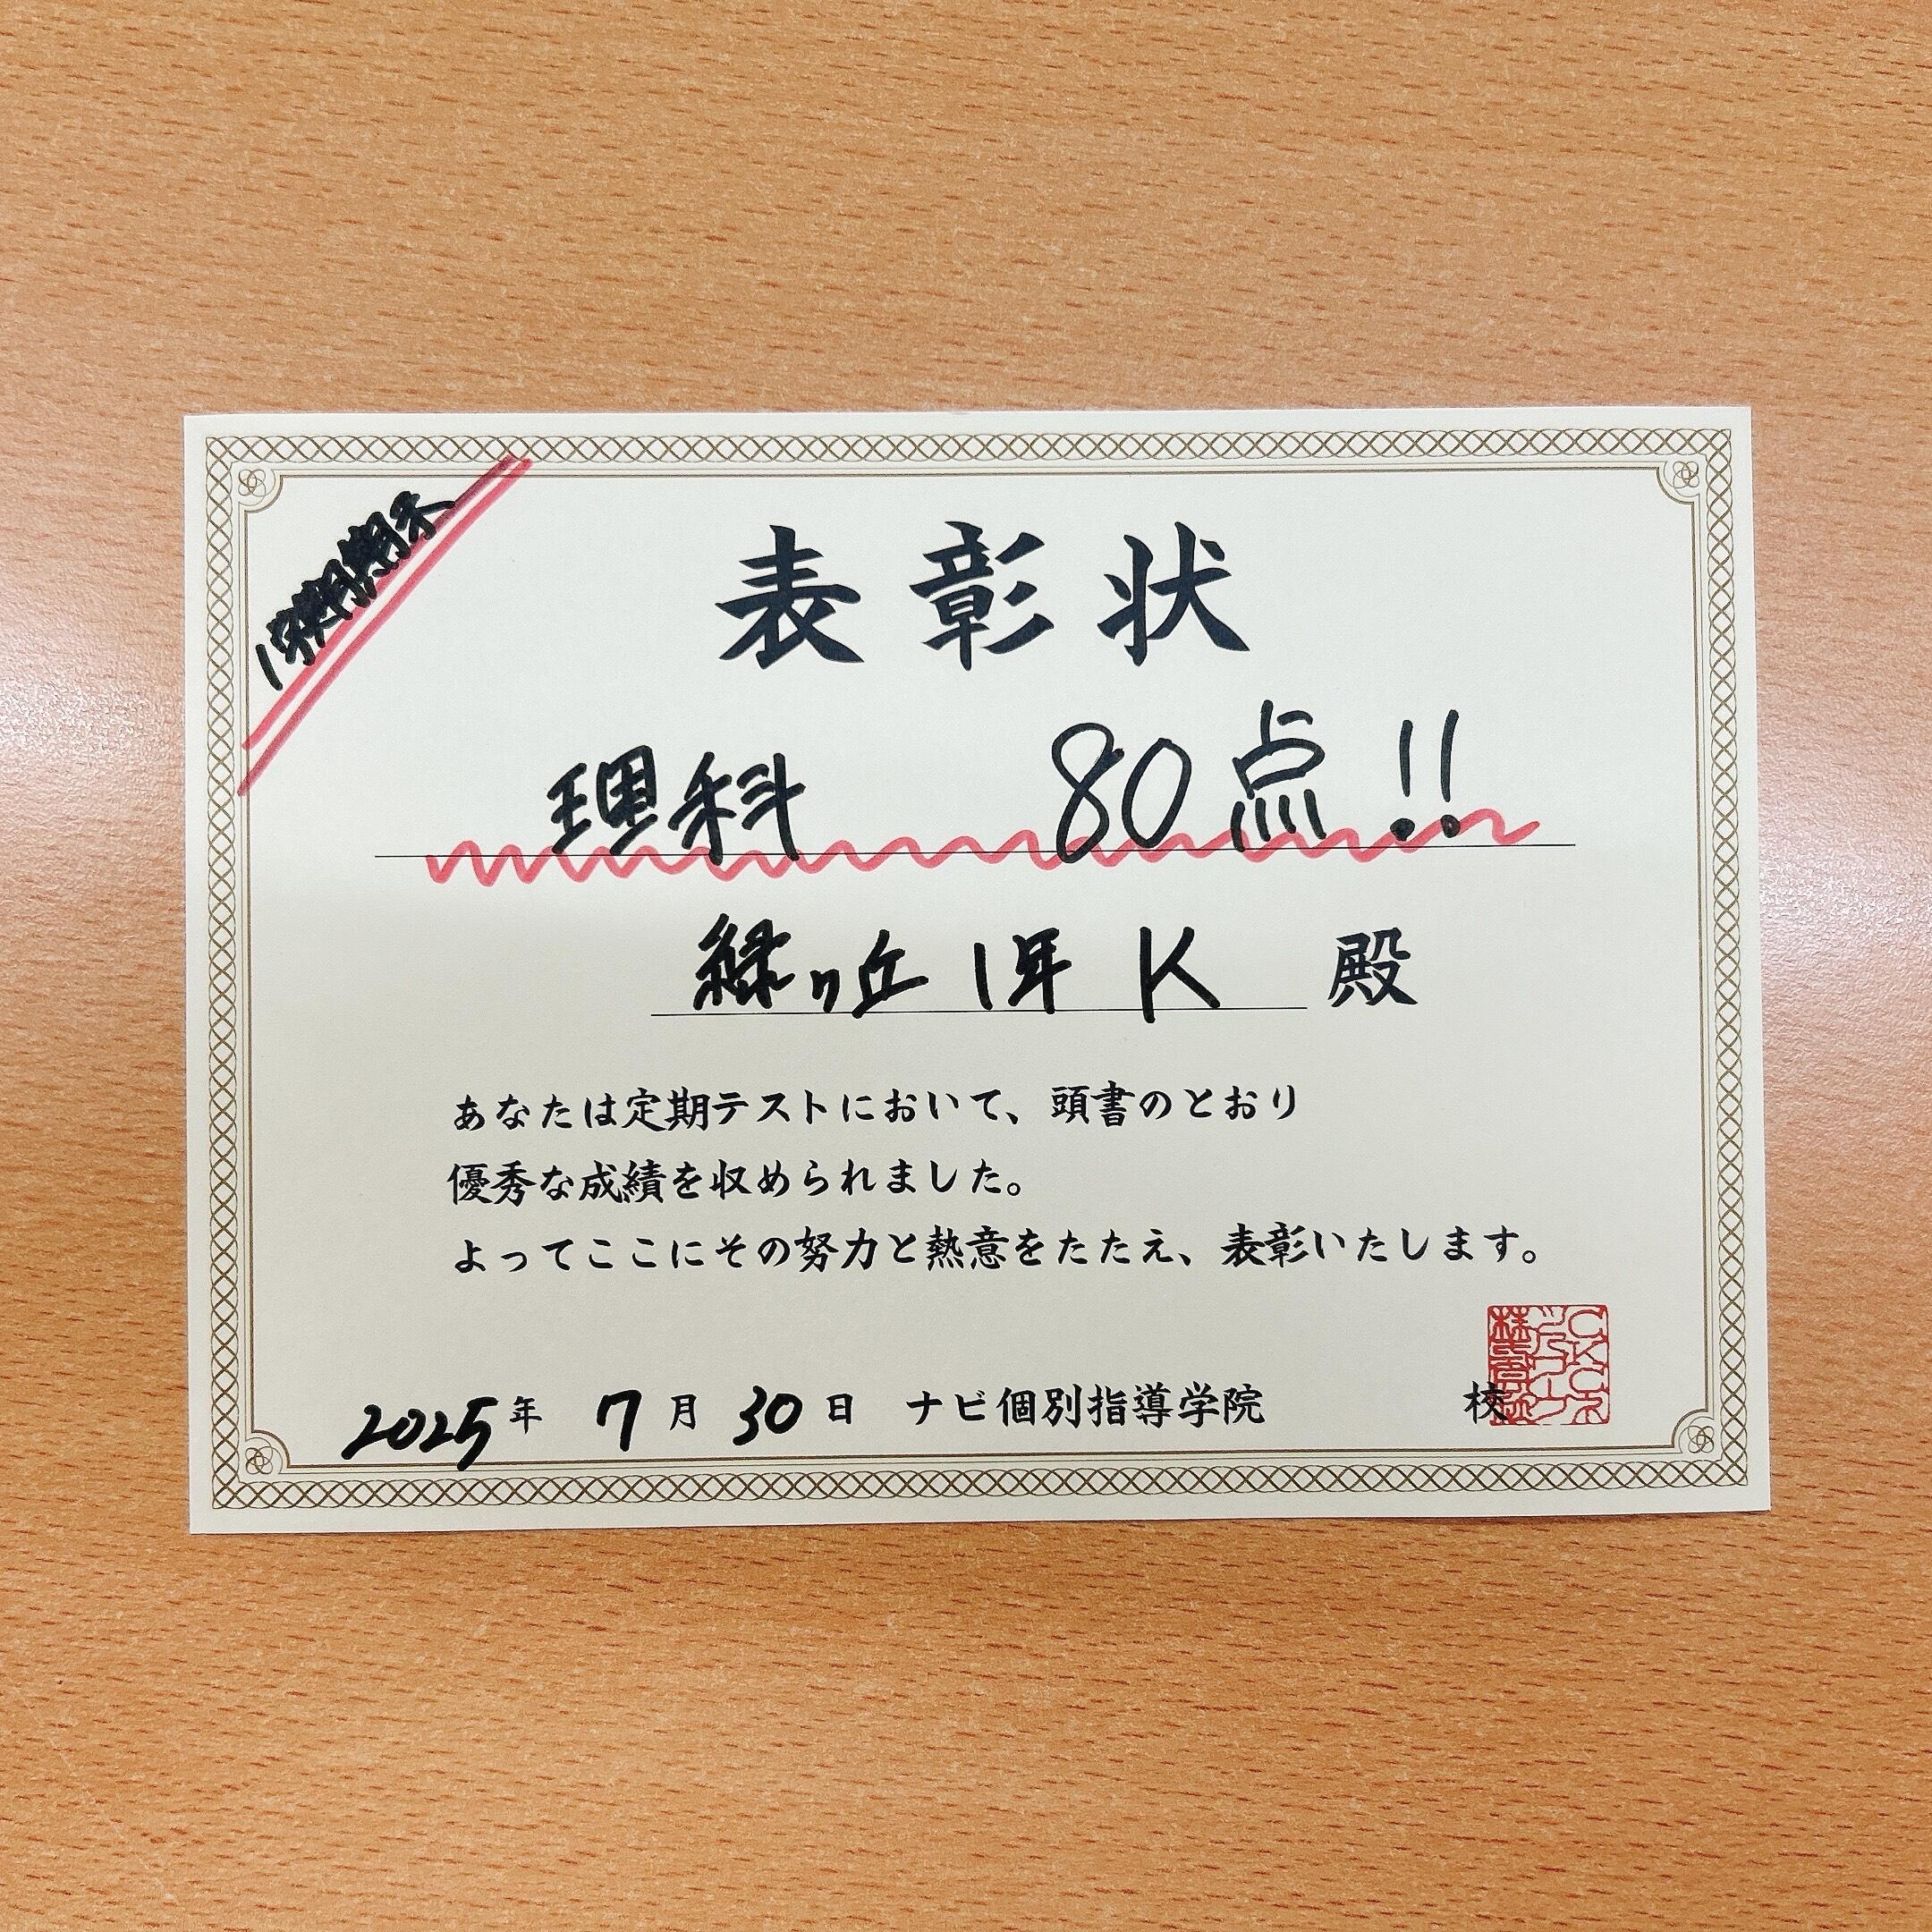 1学期期末
表彰状
理科 80点!!
緑ヶ丘 1年 K 殿
あなたは定期テストにおいて、頭書のとおり
優秀な成績を収められました。
よってここにその努力と熱意をたたえ、表彰いたします。
2025年 7月 30日 ナビ個別指導学院 校